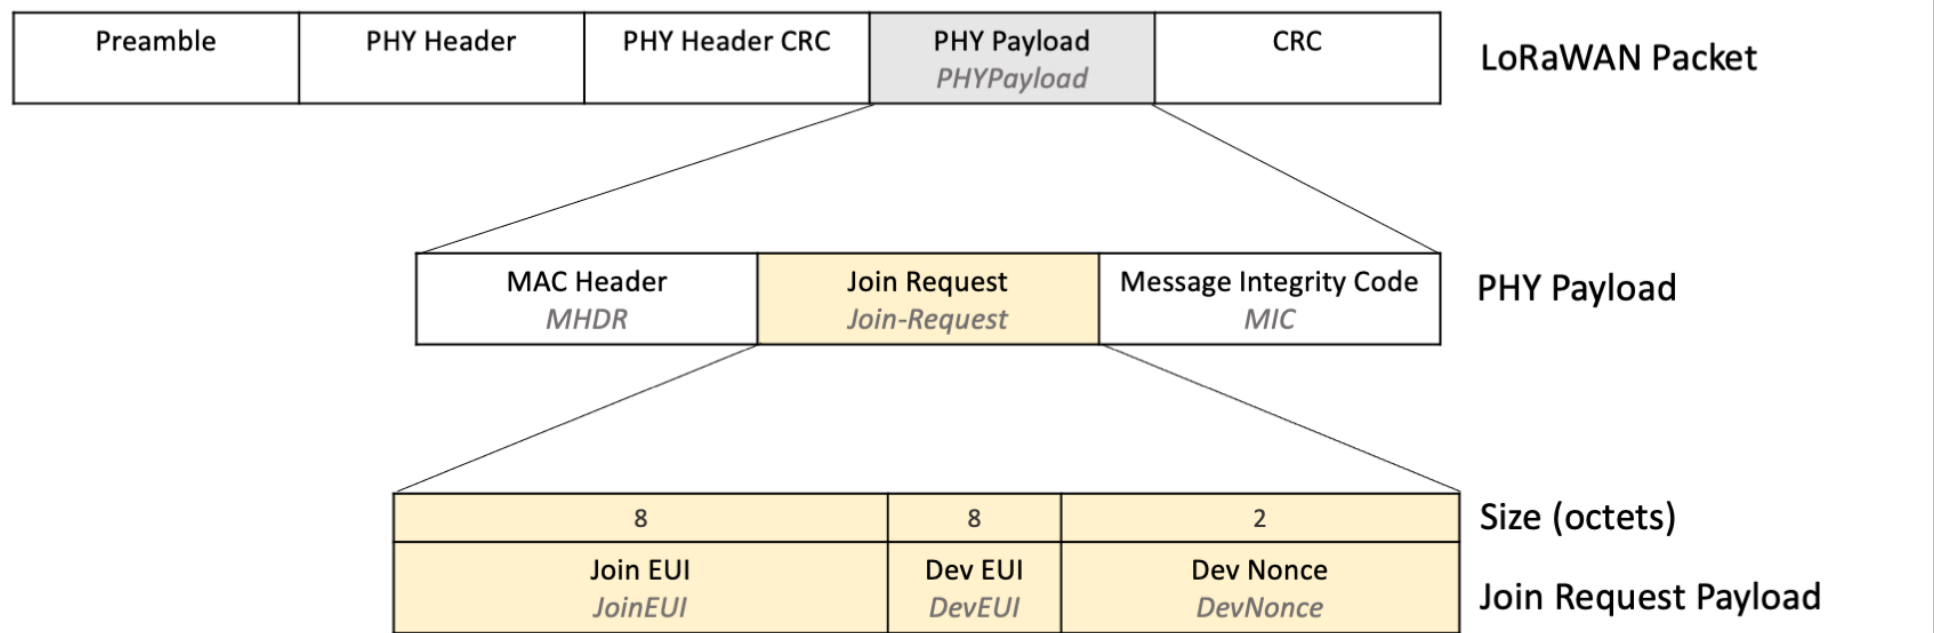 Preamble
PHY Header
PHY Header CRC
PHY Payload
PHYPayload
CRC
LoRaWAN Packet
MAC Header
MHDR
Join Request
Join-Request
Message Integrity Code
MIC
PHY Payload
8
8
2
Size (octets)
Join EUI
JoinEUI
Dev EUI
DevEUI
Dev Nonce
DevNonce
Join Request Payload